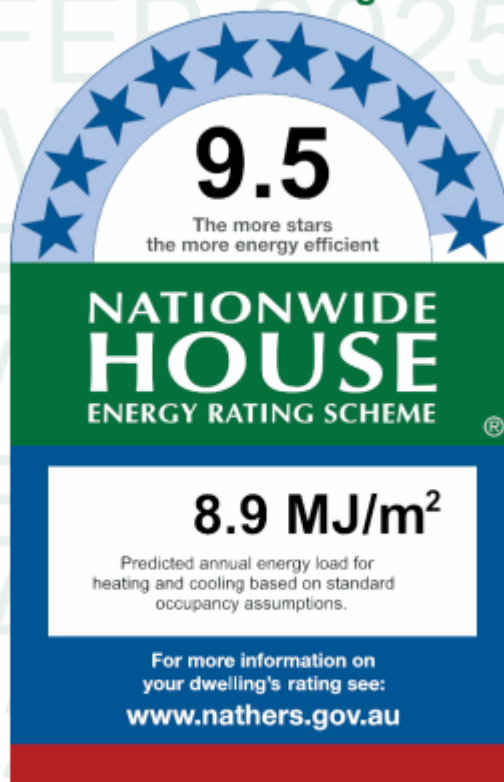 FEB 2025
9.5
The more stars
the more energy efficient
NATIONWIDE
HOUSE
ENERGY RATING SCHEME
®
8.9 MJ/m²
Predicted annual energy load for
heating and cooling based on standard
occupancy assumptions.
For more information on
your dwelling's rating see:
www.nathers.gov.au